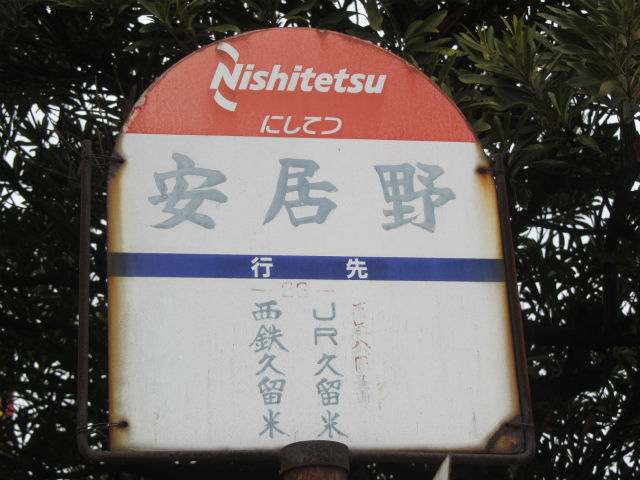 Nishitetsu
にしてつ
安居野
行先
23
JR久留米
西鉄久留米